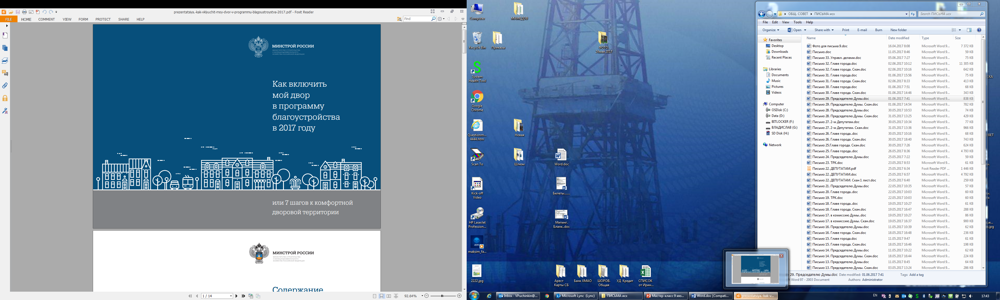 prezentatsiya.-kak-vklyuchit-moy-dvor-v-programmu-blagoustroystva-2017.pdf - Foxit Reader
FILE HOME COMMENT VIEW FORM PROTECT SHARE HELP
Find
МИНСТРОЙ РОССИИ
МИНИСТЕРСТВО СТРОИТЕЛЬСТВА
И ЖИЛИЩНО-КОММУНАЛЬНОГО
ХОЗЯЙСТВА РОССИЙСКОЙ ФЕДЕРАЦИИ
Как включить
мой двор
в программу
благоустройства
в 2017 году
или 7 шагов к комфортной
дворовой территории
МИНСТРОЙ РОССИИ
МИНИСТЕРСТВО СТРОИТЕЛЬСТВА
И ЖИЛИЩНО-КОММУНАЛЬНОГО
ХОЗЯЙСТВА РОССИЙСКОЙ ФЕДЕРАЦИИ
Содержание
1 / 14
92.64%
Computer
МАМЕДОВ
Recycle Bin
Приказы
ФОТО.
24мая 2017
System
Health Tool
Google
Chrome
Questionm...
4444.htm
Новая
Scan To
Шлюм
Word.doc
Kick-off
Video
Билеты.......
HP LaserJet
Profession...
Митинг.
Бланк..doc
maksim_fa...
2222.jpg
Арест
Карты СБ
Банк ХМАО
ШОРОВ.
Общая
УД Кредит
СПИСОК
от Ирин...
ОБЩ. СОВЕТ ПИСЬМА исх
Search ПИСЬМА исх
File Edit View Tools Help
Organize Open Share with Print E-mail Burn New folder
Favorites
Desktop
Downloads
Recent Places
Libraries
Documents
Music
Pictures
Videos
Computer
OSDisk (C:)
Data (D:)
BITLOCKER (F:)
ВЛАДИСЛАВ (G:)
SD Disk (H:)
Network
Name Date modified Type Size
Фото для письма 9.doc 16.04.2017 8:08 Microsoft Word 9... 7 372 KB
Письмо.doc 11.05.2017 8:46 Microsoft Word 9... 59 KB
Письмо 33. Управл. делами.doc 05.06.2017 7:27 Microsoft Word 9... 75 KB
Письмо 32. Главе города.doc 02.06.2017 10:12 Microsoft Word 9... 11 305 KB
Письмо 32. Главе города. Скан.doc 02.06.2017 10:16 Microsoft Word 9... 642 KB
Письмо 31. Главе города.doc 01.06.2017 15:56 Microsoft Word 9... 75 KB
Письмо 31. Главе города. Скан.doc 02.06.2017 8:33 Microsoft Word 9... 413 KB
Письмо 30. Главе города.doc 01.06.2017 7:51 Microsoft Word 9... 68 KB
Письмо 30. Главе города. Скан.doc 01.06.2017 14:46 Microsoft Word 9... 343 KB
Письмо 29. Председателю Думы.doc 01.06.2017 7:41 Microsoft Word 9... 838 KB
Письмо 29. Председателю Думы. Скан.doc 01.06.2017 14:54 Microsoft Word 9... 782 KB
Письмо 28. Председателю Думы.doc 30.05.2017 10:53 Microsoft Word 9... 74 KB
Письмо 28. Председателю Думы. Скан.doc 31.05.2017 13:25 Microsoft Word 9... 429 KB
Письмо 27. 2-м Депутатам.doc 30.05.2017 10:34 Microsoft Word 9... 77 KB
Письмо 27. 2-м Депутатам. Скан.doc 31.05.2017 13:36 Microsoft Word 9... 966 KB
Письмо 26. Главе города..doc 30.05.2017 10:16 Microsoft Word 9... 68 KB
Письмо 26. Главе города. Скан.doc 30.05.2017 18:40 Microsoft Word 9... 743 KB
Письмо 25.Главе города. Скан.doc 30.05.2017 7:26 Microsoft Word 9... 624 KB
Письмо 25. Главе города..doc 26.05.2017 8:36 Microsoft Word 9... 4 793 KB
Письмо 24. Председателю Думы.doc 25.05.2017 7:22 Microsoft Word 9... 59 KB
Письмо 23. ТРК.doc 23.05.2017 8:53 Microsoft Word 9... 61 KB
Письмо 22. ДЕПУТАТАМ.pdf 25.05.2017 6:34 Foxit Reader PDF ... 1 446 KB
Письмо 22. ДЕПУТАТАМ.doc 25.05.2017 6:57 Microsoft Word 9... 4 792 KB
Письмо 22. ДЕПУТАТАМ. Скан 1 лист.doc 25.05.2017 6:40 Microsoft Word 9... 259 KB
Письмо 21. Председателю Думы.doc 22.05.2017 10:35 Microsoft Word 9... 57 KB
Письмо 20. Главе города..doc 22.05.2017 10:03 Microsoft Word 9... 60 KB
Письмо 19. ТРК.doc 22.05.2017 10:03 Microsoft Word 9... 60 KB
Письмо 18. Главе города..doc 19.05.2017 10:27 Microsoft Word 9... 61 KB
Письмо 18. Главе города. Скан.doc 19.05.2017 16:47 Microsoft Word 9... 288 KB
Письмо 17. в комиссию Думы..doc 19.05.2017 10:27 Microsoft Word 9... 86 KB
Письмо 17. в комиссию Думы. Скан.doc 19.05.2017 16:37 Microsoft Word 9... 900 KB
Письмо 16. Председателю Думы.doc 11.05.2017 10:39 Microsoft Word 9... 62 KB
Письмо 16. Главе города. Скан.doc 18.05.2017 16:48 Microsoft Word 9... 236 KB
Письмо 15. Главе города.doc 11.05.2017 9:47 Microsoft Word 9... 61 KB
Письмо 15. Главе города. Скан.doc 18.05.2017 16:46 Microsoft Word 9... 198 KB
Письмо 14. Председателю Думы.doc 11.05.2017 10:22 Microsoft Word 9... 62 KB
Письмо 14. Председателю Думы. Скан.doc 18.05.2017 16:44 Microsoft Word 9... 224 KB
Письмо 13. Председателю Думы.doc 11.05.2017 8:45 Microsoft Word 9... 64 KB
Письмо 13. Председателю Думы. Скан.doc 03.05.2017 13:24 Microsoft Word 9... 286 KB
29. Председателю Думы.doc Date modified: 01.06.2017 7:41 Tags: Add a tag
ft Word 97 - 2003 Document Authors: Administrator
Inbox - VPuchinkin@... Microsoft Lync (Lync) ПИСЬМА исх Мастер-класс 9 ию... Word.doc [Compati... prezentatsiya.-kak-v... EN 17:43